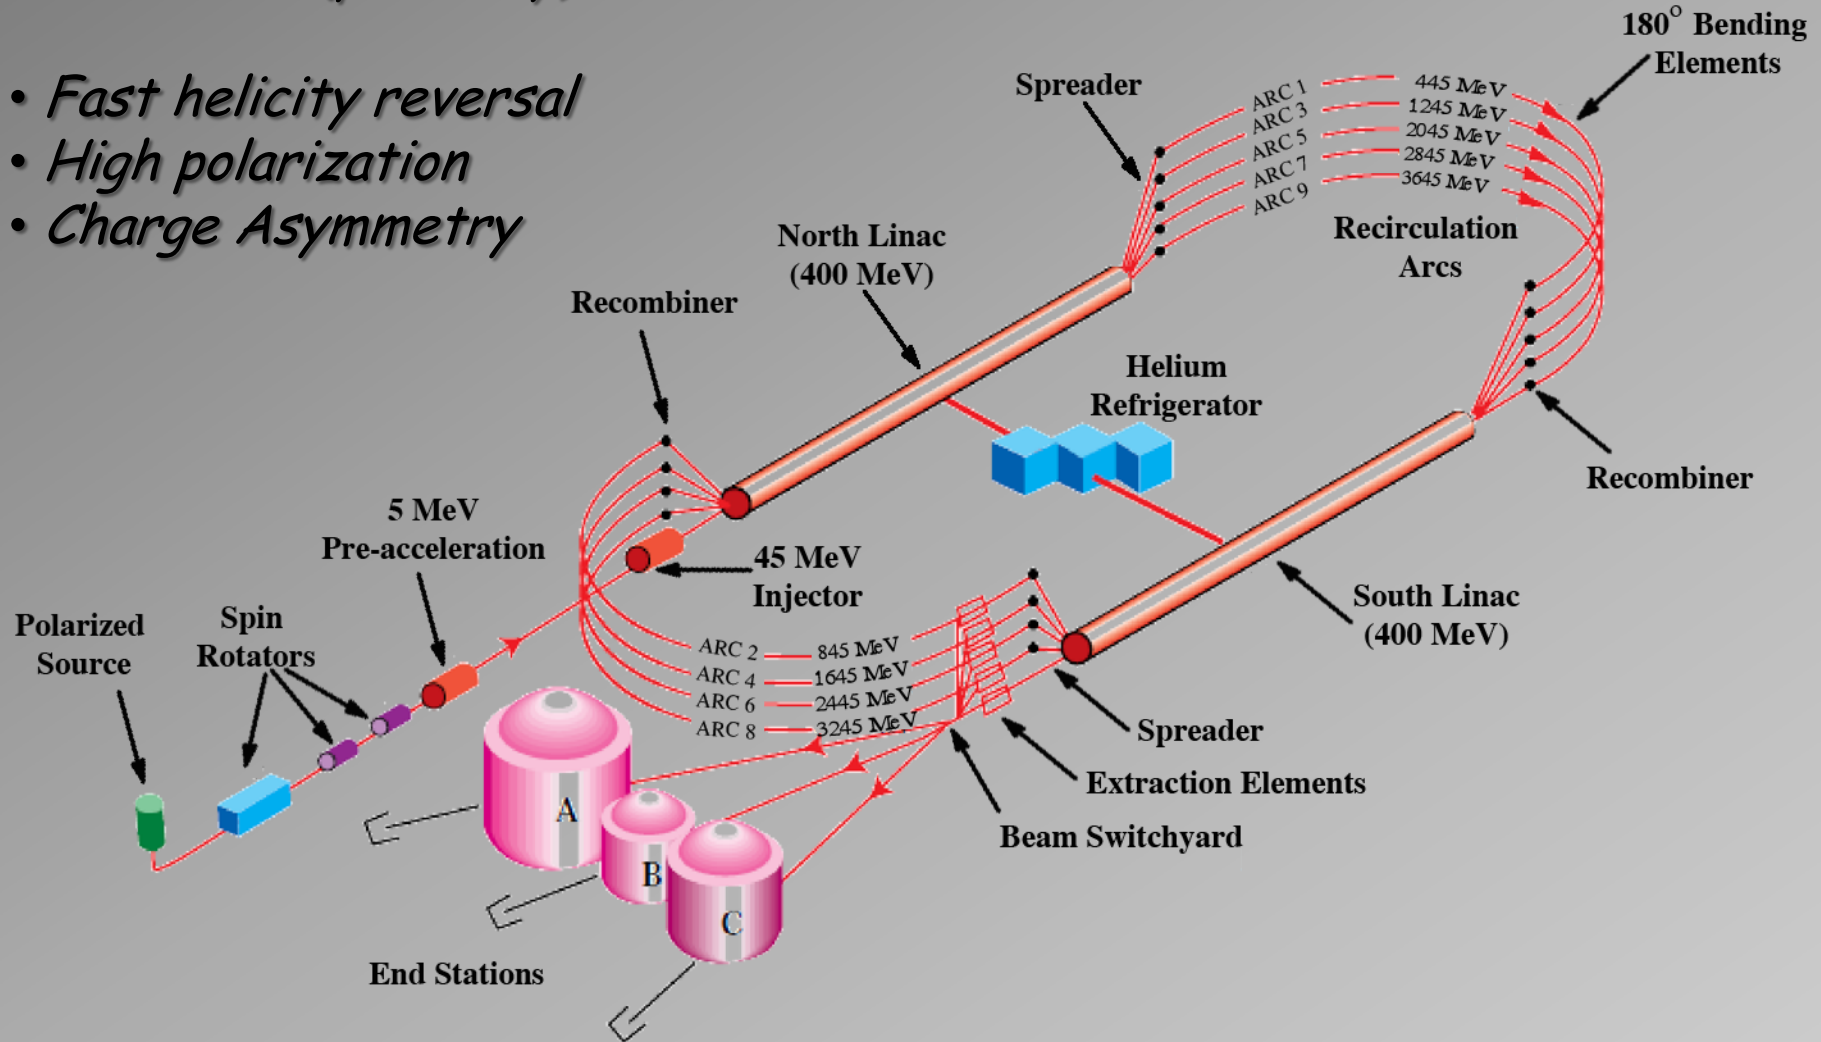 • Fast helicity reversal
• High polarization
• Charge Asymmetry
180° Bending
Elements
Spreader
ARC 1
445 MeV
ARC 3
1245 MeV
ARC 5
2045 MeV
ARC 7
2845 MeV
ARC 9
3645 MeV
Recirculation
Arcs
North Linac
(400 MeV)
Recombiner
Helium
Refrigerator
Recombiner
5 MeV
Pre-acceleration
45 MeV
Injector
South Linac
(400 MeV)
Polarized
Source
Spin
Rotators
ARC 2
845 MeV
ARC 4
1645 MeV
ARC 6
2445 MeV
ARC 8
3245 MeV
Spreader
Extraction Elements
Beam Switchyard
A
B
C
End Stations